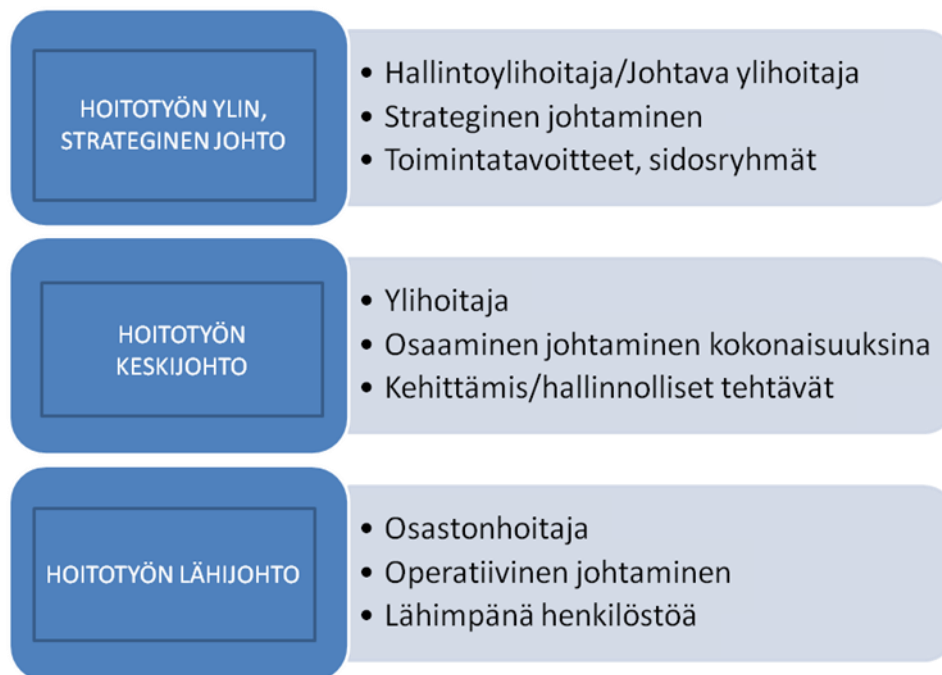 HOITOTYÖN YLIN,
STRATEGINEN JOHTO
• Hallintoylihoitaja/Johtava ylihoitaja
• Strateginen johtaminen
• Toimintatavoitteet, sidosryhmät
HOITOTYÖN
KESKIJOHTO
• Ylihoitaja
• Osaaminen johtaminen kokonaisuuksina
• Kehittämis/hallinnolliset tehtävät
HOITOTYÖN LÄHIJOHTO
• Osastonhoitaja
• Operatiivinen johtaminen
• Lähimpänä henkilöstöä